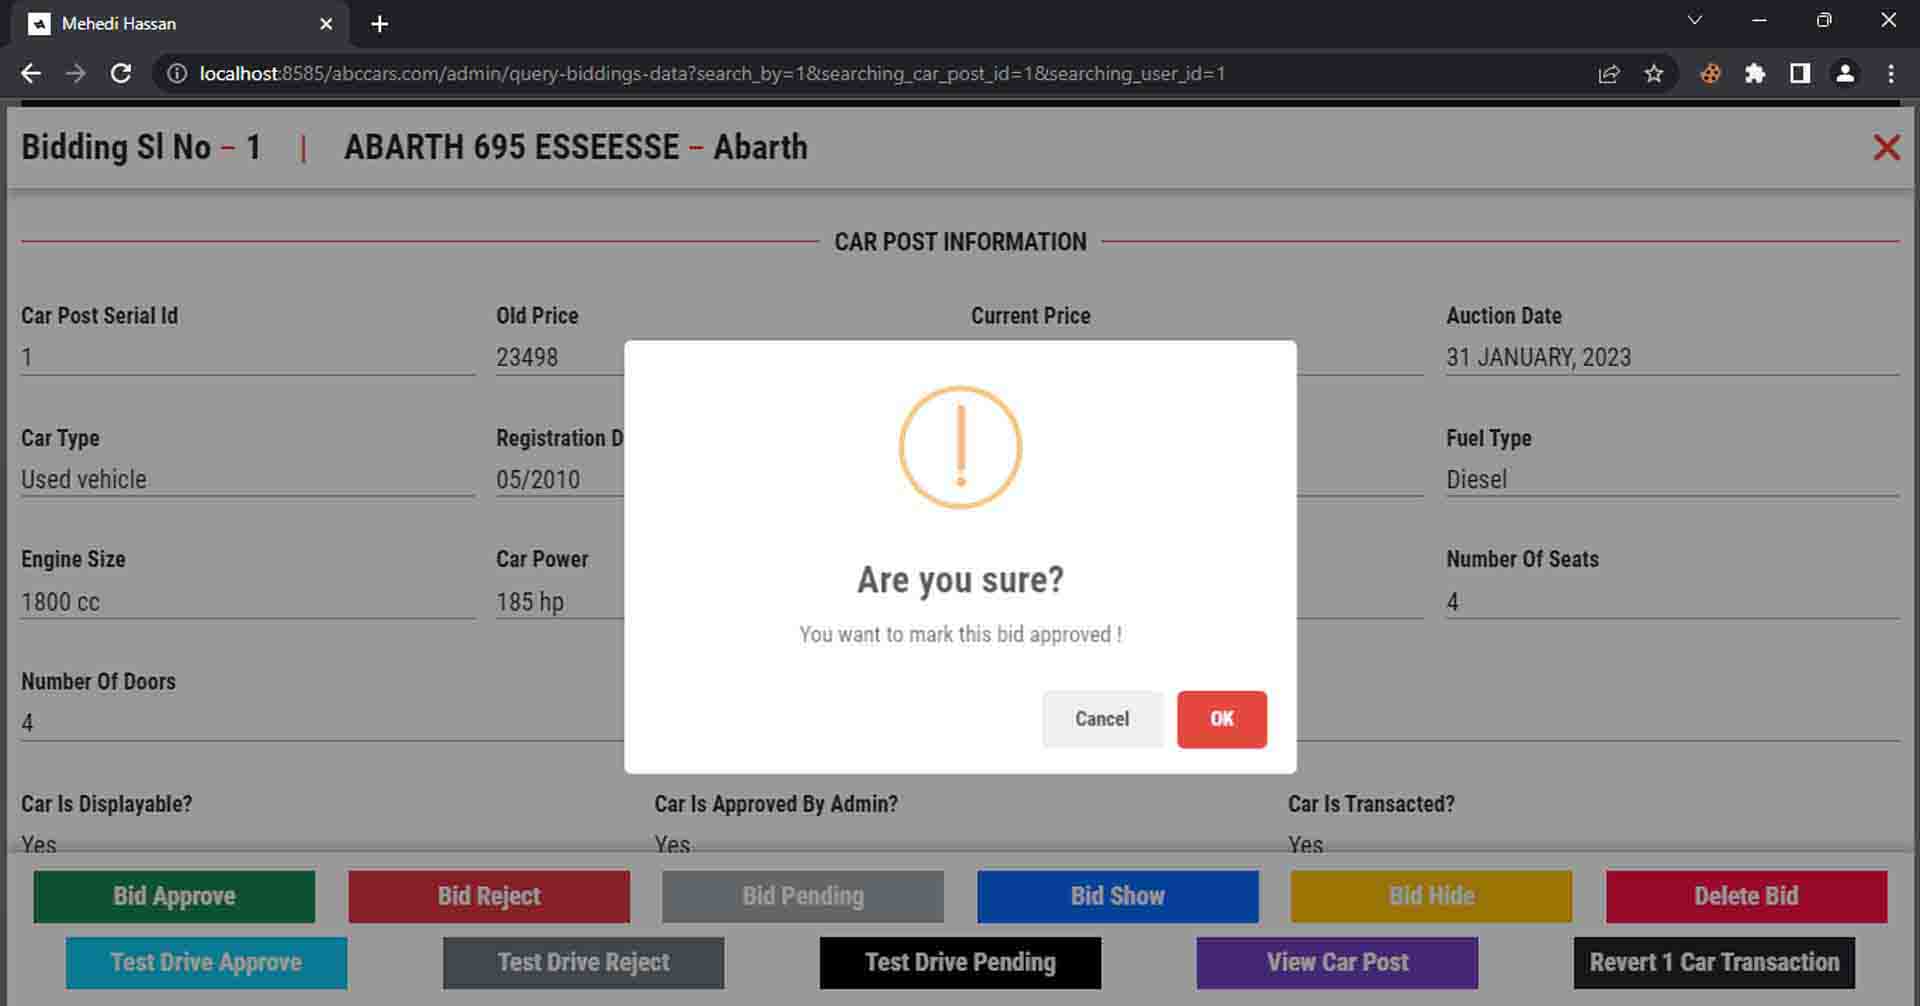 Mehedi Hassan
localhost:8585/abccars.com/admin/query-biddings-data?search_by=1&searching_car_post_id=1&searching_user_id=1
Bidding Sl No – 1 | ABARTH 695 ESSEESSE – Abarth
CAR POST INFORMATION
Car Post Serial Id Old Price Current Price Auction Date
1 23498 31 JANUARY, 2023
Car Type Registration D Fuel Type
Used vehicle 05/2010 Diesel
Engine Size Car Power Number Of Seats
1800 cc 185 hp 4
Number Of Doors
4
Are you sure?
You want to mark this bid approved !
Cancel OK
Car Is Displayable? Car Is Approved By Admin? Car Is Transacted?
Yes Yes Yes
Bid Approve Bid Reject Bid Pending Bid Show Bid Hide Delete Bid
Test Drive Approve Test Drive Reject Test Drive Pending View Car Post Revert 1 Car Transaction